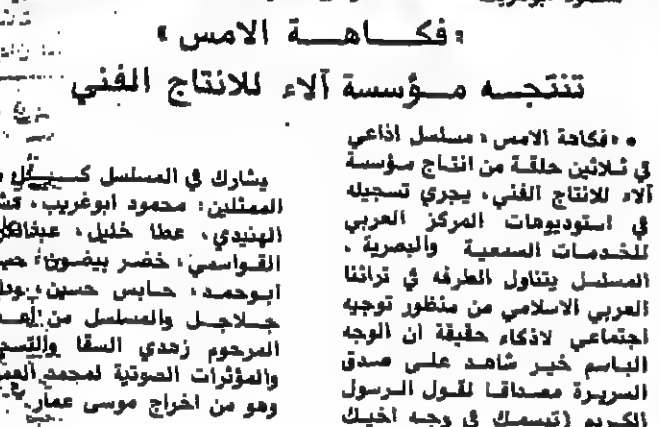 «فكاهة الامس»
تنتجه مؤسسة آلاء للانتاج الفني
• «فكاهة الامس» مسلسل اذاعي
في ثلاثين حلقة من انتاج مؤسسة
آلاء للانتاج الفني، يجري تسجيله
في استوديوهات المركز العربي
للخدمات السمعية والبصرية .
المسلسل يتناول الطرفه في تراثنا
العربي الاسلامي من منظور توجيه
اجتماعي لاذكاء حقيقة ان الوجه
الباسم خير شاهد على صدق
السريرة مصداقا لقول الرسول
الكريم (تبسمك في وجه اخيك
يشارك في المسلسل كل
الممثلين: محمود ابوغريب،
الهنيدي، عطا خليل،
القواسمي، خضر بيضون،
ابوحمد، حابس حسين،
جلاجل والمسلسل من
المرحوم زهدي السقا
والمؤثرات الصوتية لمحمد
وهو من اخراج موسى عمار.